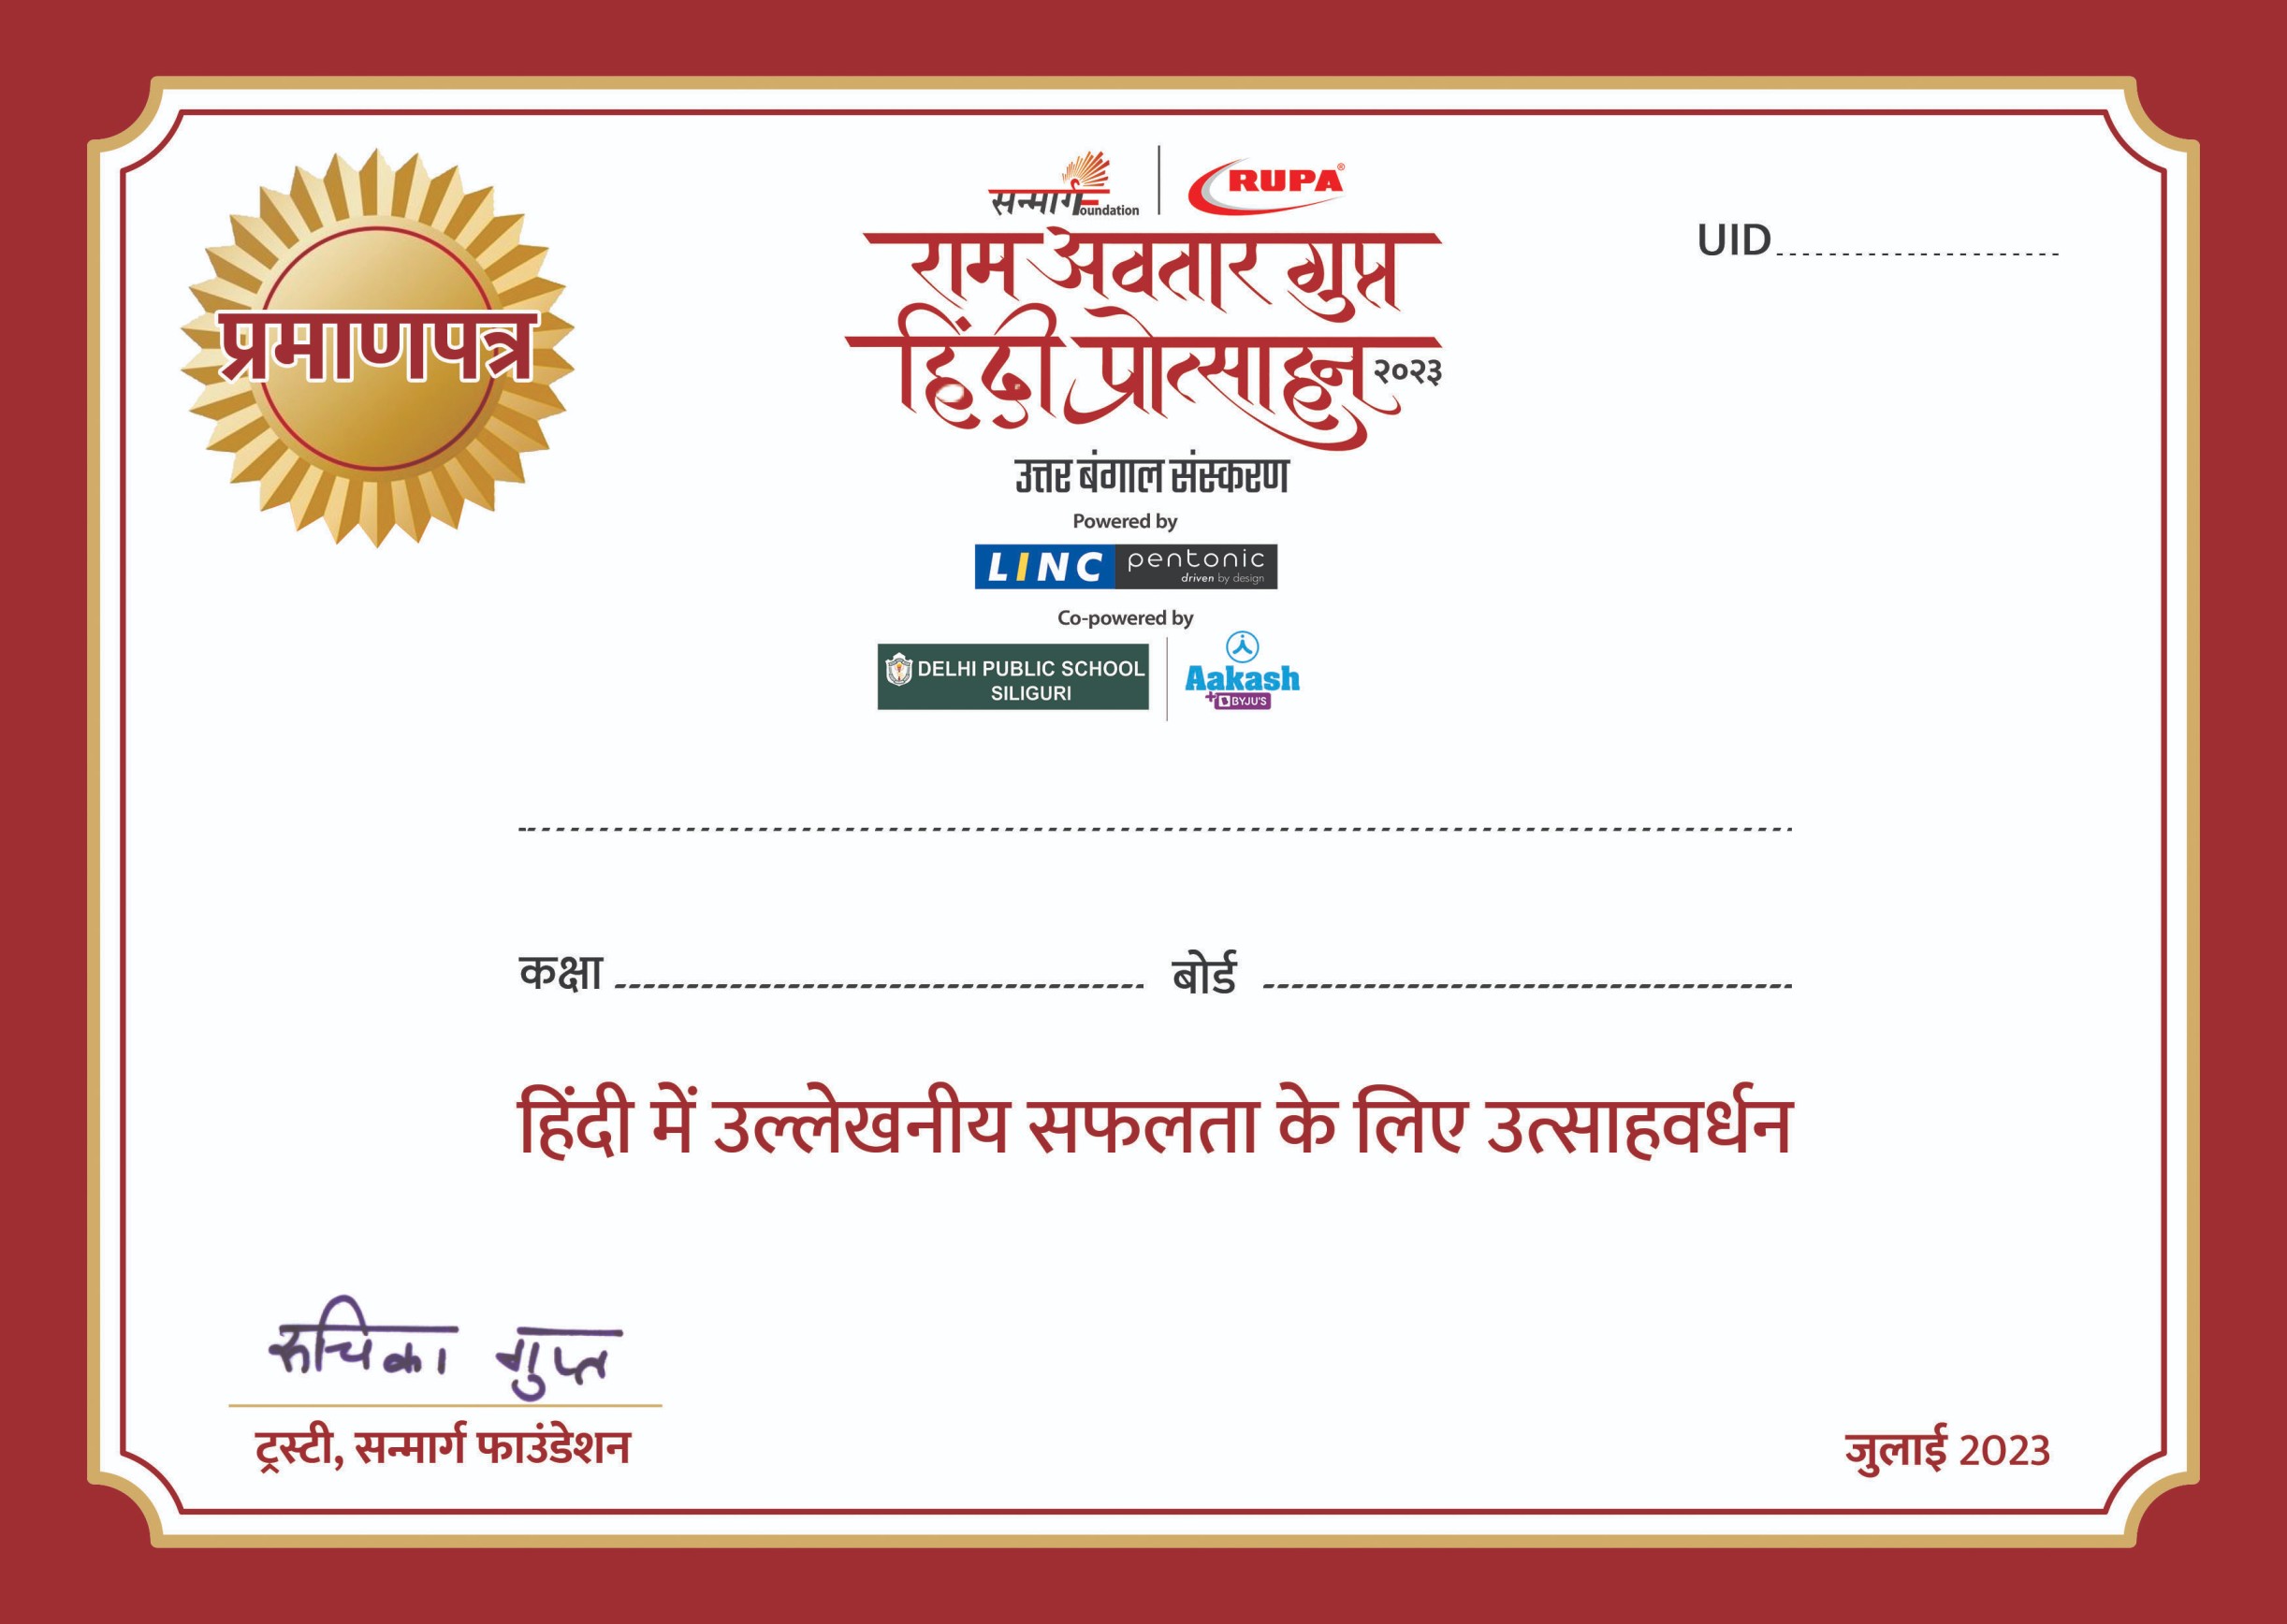 सन्मार्ग Foundation
RUPA®
UID
राम अवतार गुप्त
प्रमाणपत्र
हिंदी प्रोत्साहन २०२३
उत्तर बंगाल संस्करण
Powered by
LINC pentonic
driven by design
Co-powered by
DELHI PUBLIC SCHOOL
SILIGURI
Aakash
+BYJU'S
कक्षा बोर्ड
हिंदी में उल्लेखनीय सफलता के लिए उत्साहवर्धन
रुचिका गुप्त
ट्रस्टी, सन्मार्ग फाउंडेशन
जुलाई 2023